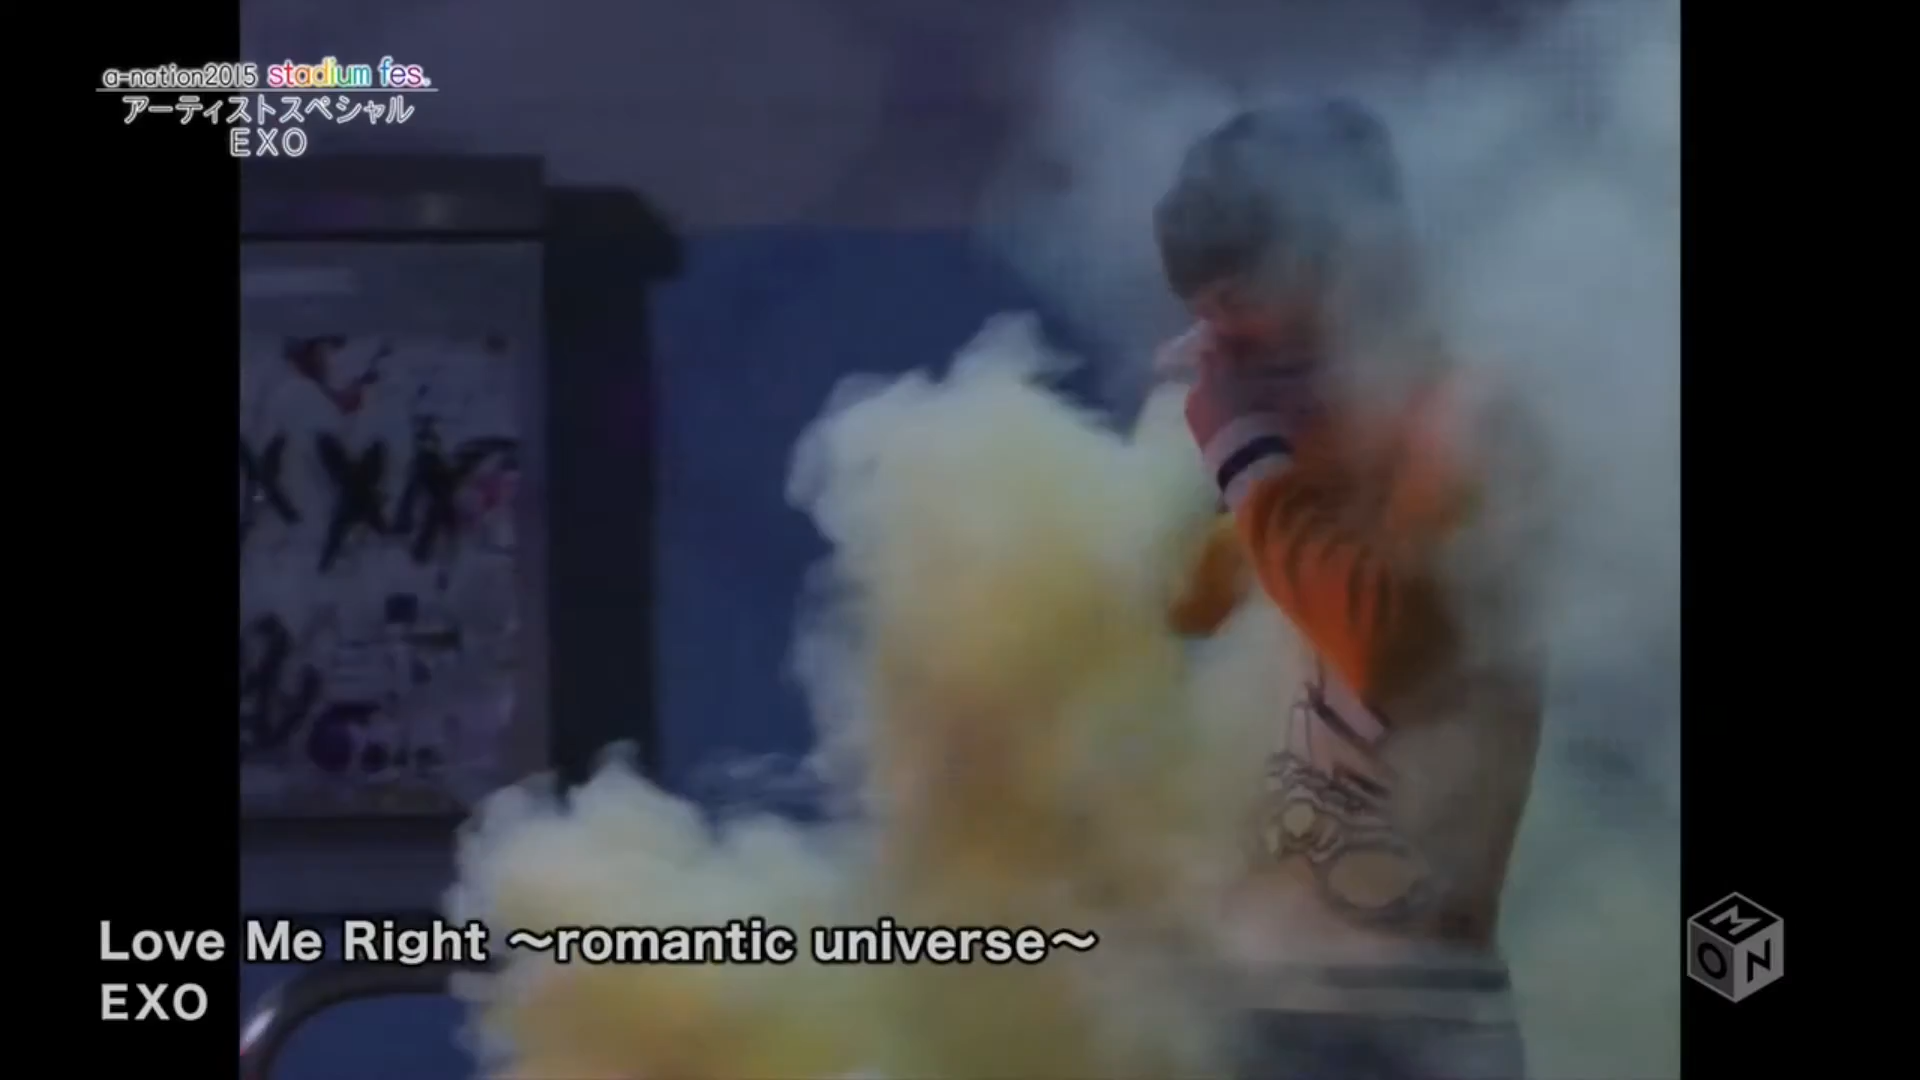 a-nation2015 stadium fes.
アーティストスペシャル
EXO
Love Me Right ～romantic universe～
EXO
M
ON